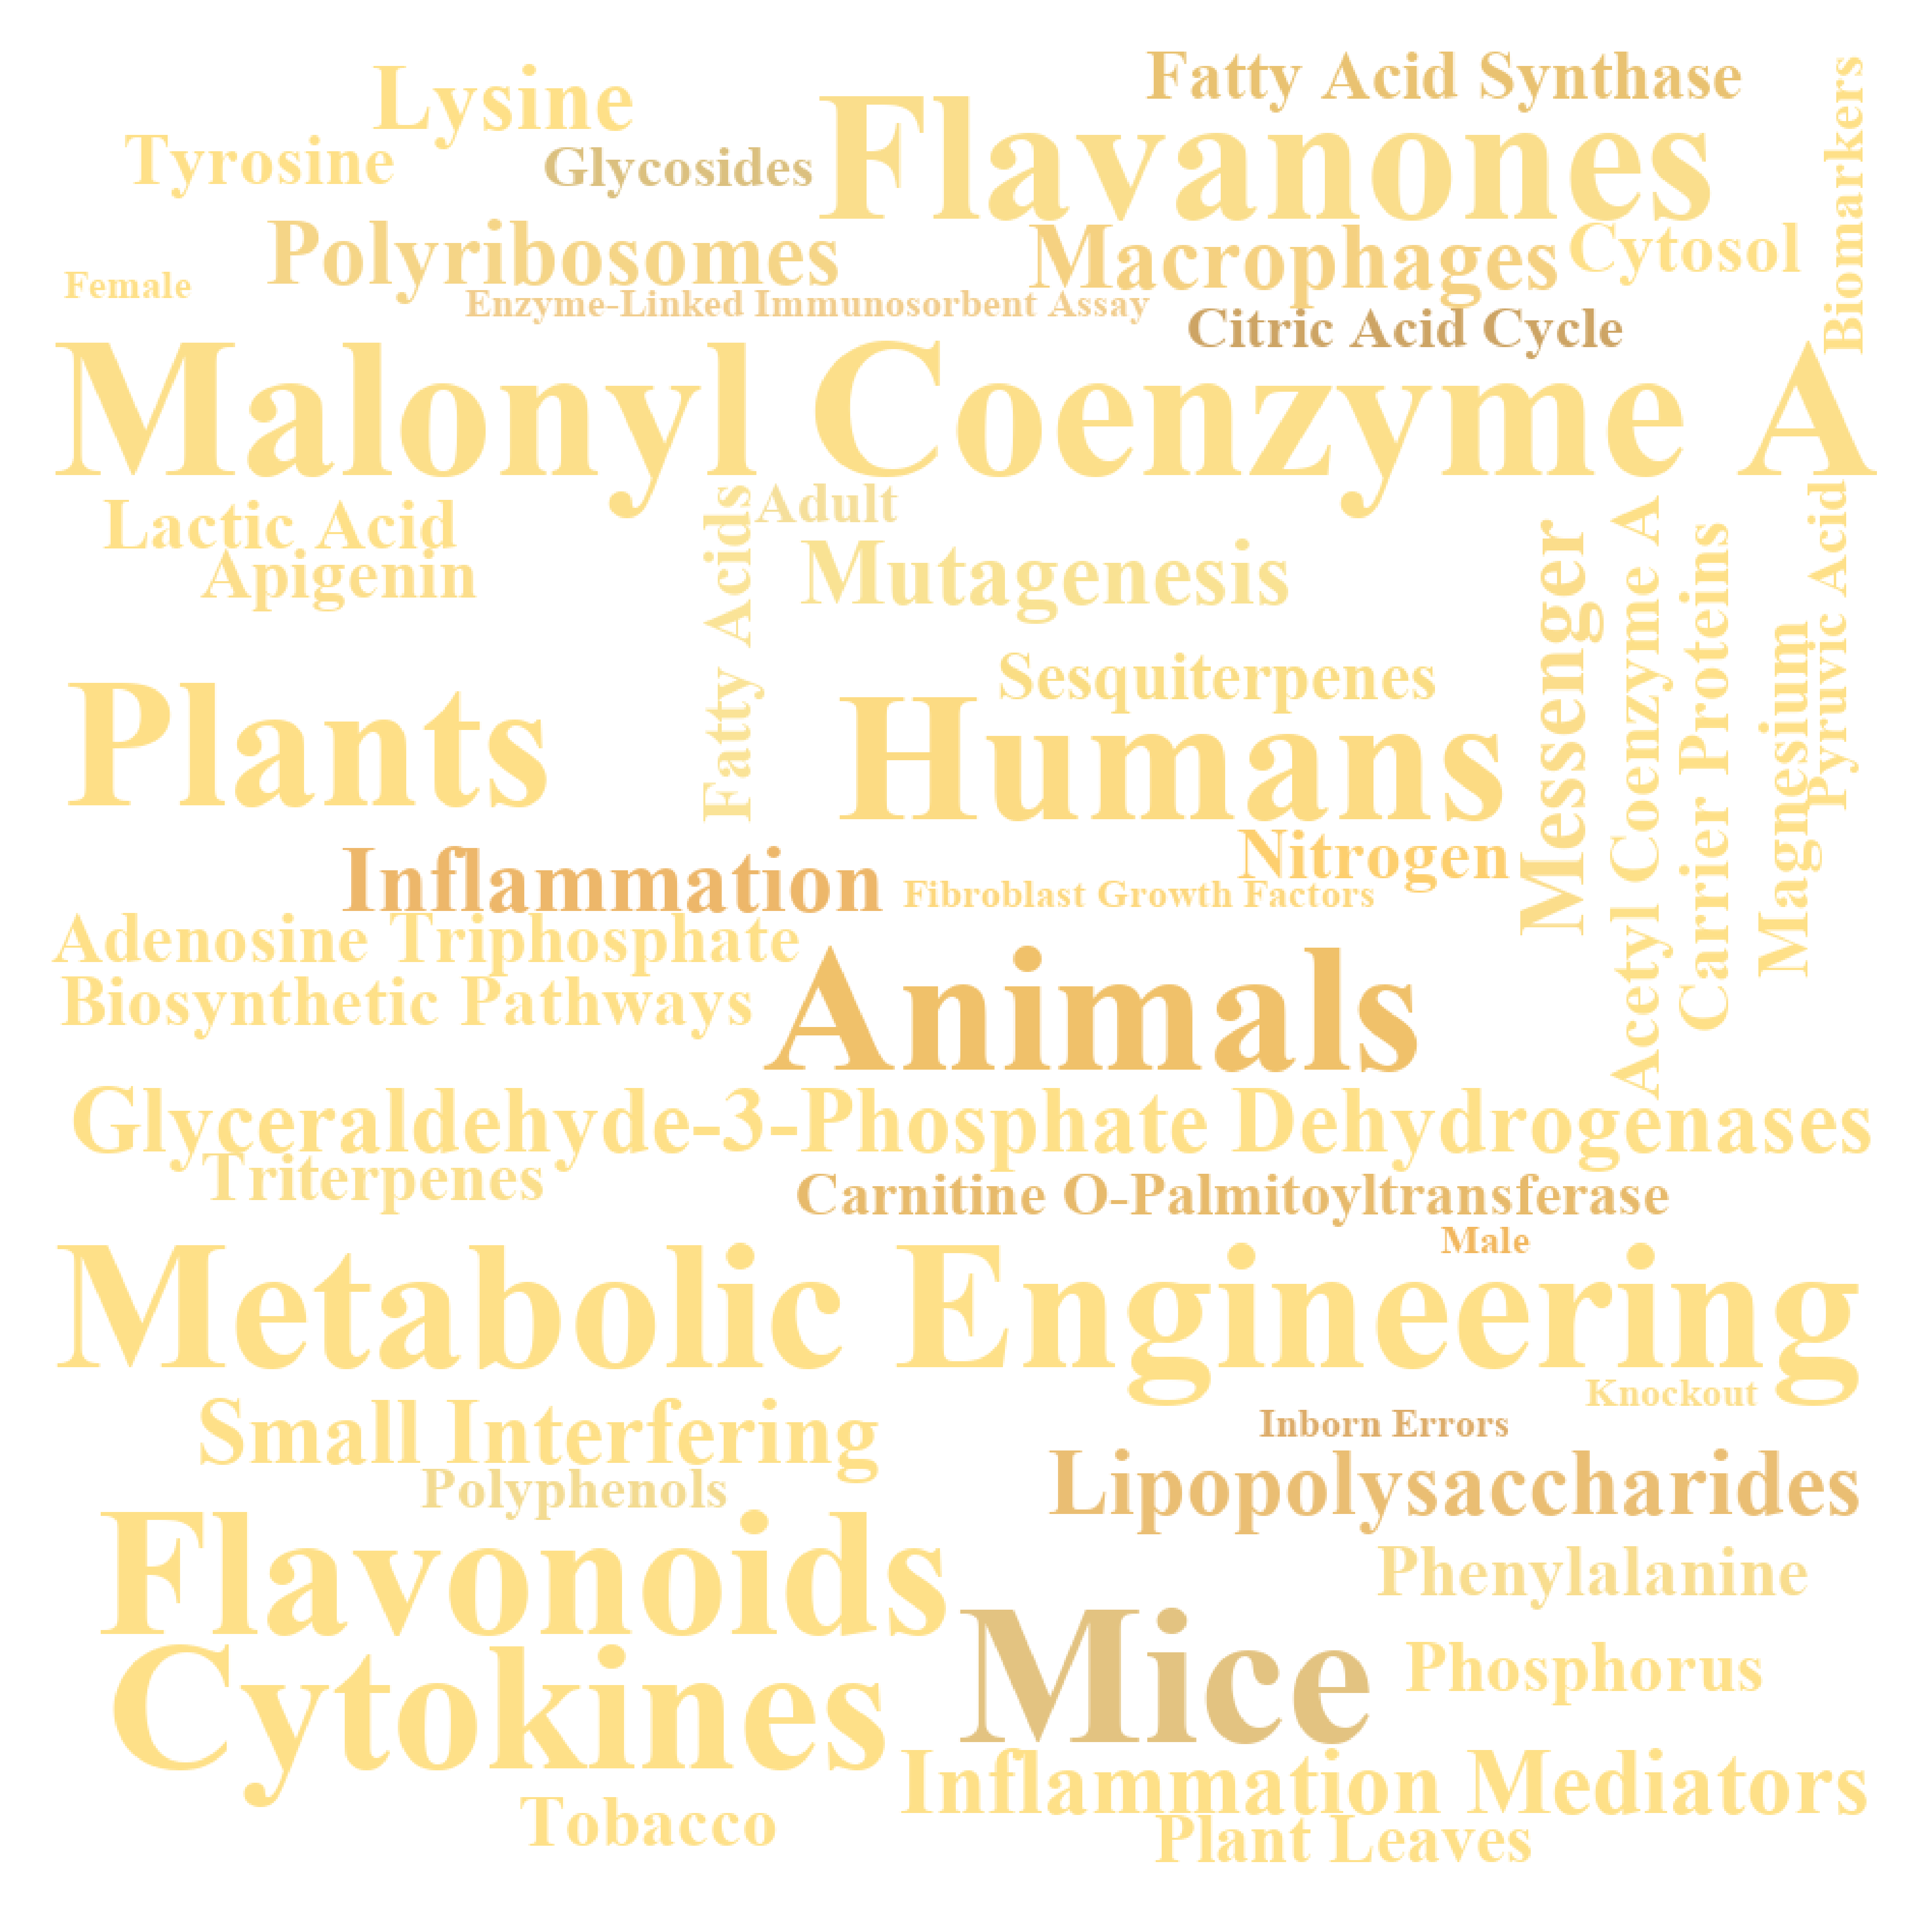 Fatty Acid Synthase
Lysine
Flavanones
Biomarkers
Tyrosine
Glycosides
Polyribosomes
Macrophages
Cytosol
Female
Enzyme-Linked Immunosorbent Assay
Citric Acid Cycle
Malonyl Coenzyme A
Lactic Acid
Fatty Acids
Adult
Apigenin
Mutagenesis
Messenger
Acetyl Coenzyme A
Carrier Proteins
Magnesium
Pyruvic Acid
Plants
Sesquiterpenes
Humans
Inflammation
Nitrogen
Fibroblast Growth Factors
Adenosine Triphosphate
Biosynthetic Pathways
Animals
Glyceraldehyde-3-Phosphate Dehydrogenases
Triterpenes
Carnitine O-Palmitoyltransferase
Male
Metabolic Engineering
Knockout
Small Interfering
Inborn Errors
Polyphenols
Lipopolysaccharides
Flavonoids
Phenylalanine
Cytokines
Mice
Phosphorus
Inflammation Mediators
Tobacco
Plant Leaves